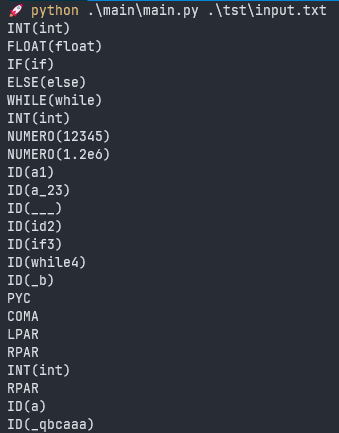 🚀 python .\main\main.py .\tst\input.txt
INT(int)
FLOAT(float)
IF(if)
ELSE(else)
WHILE(while)
INT(int)
NUMERO(12345)
NUMERO(1.2e6)
ID(a1)
ID(a_23)
ID(___)
ID(id2)
ID(if3)
ID(while4)
ID(_b)
PYC
COMA
LPAR
RPAR
INT(int)
RPAR
ID(a)
ID(_qbcaaa)